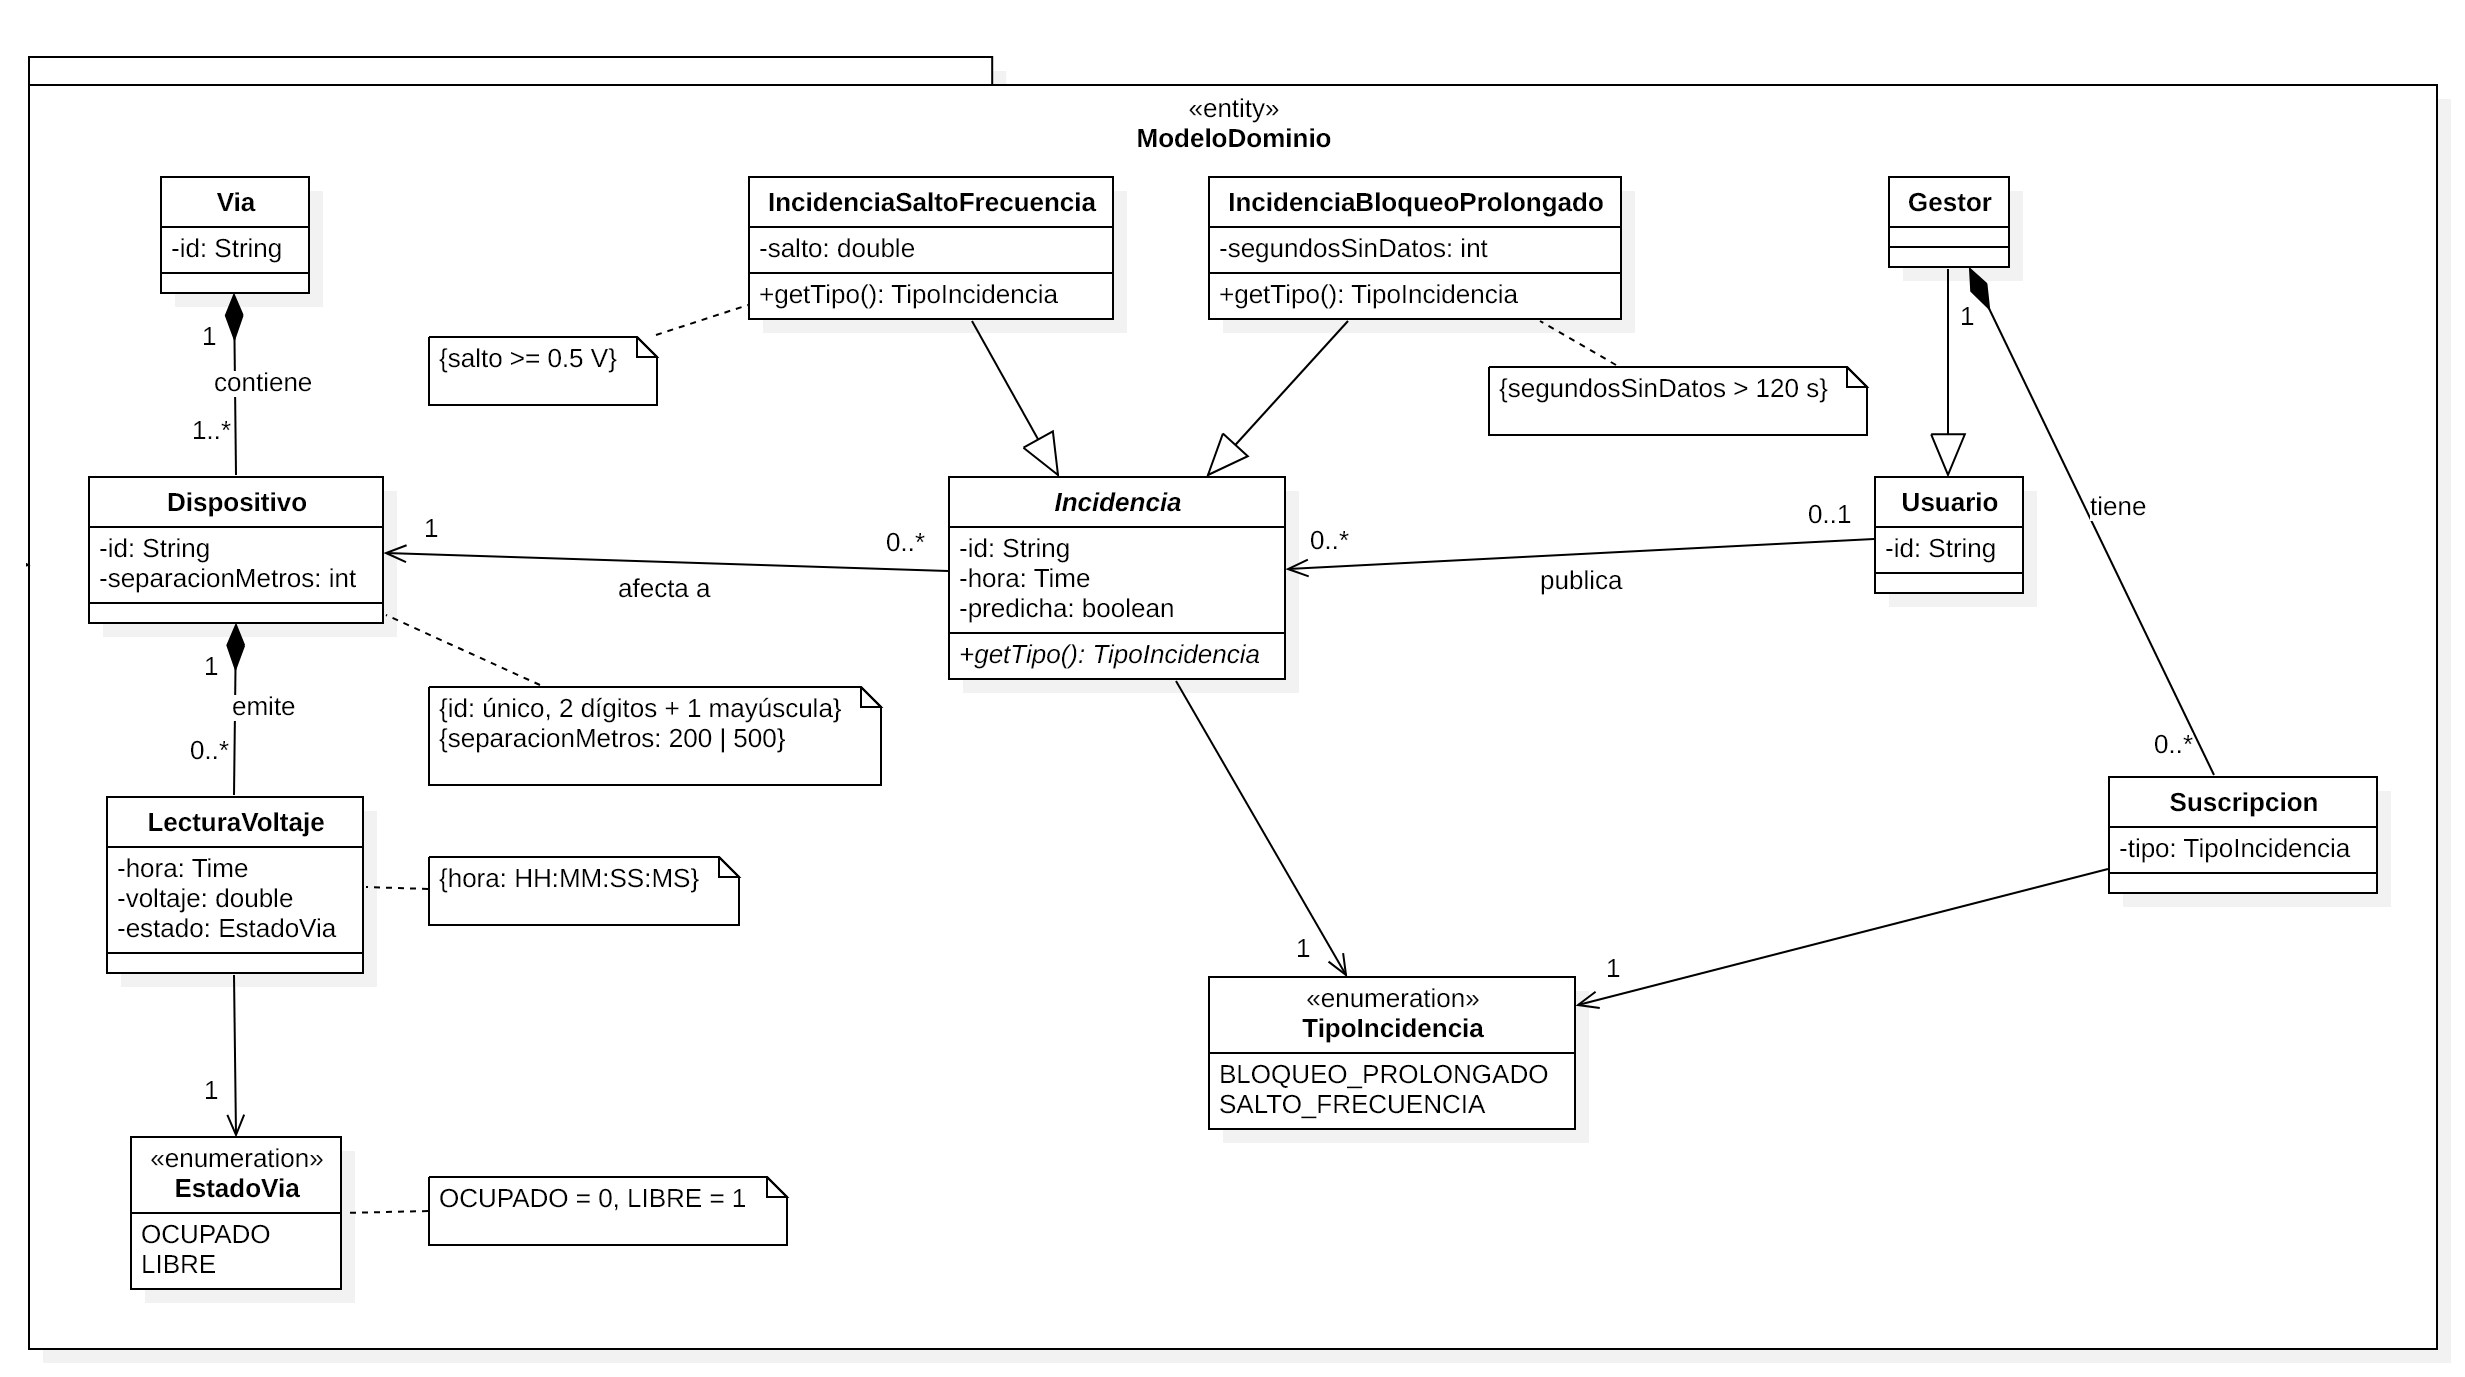 «entity»
ModeloDominio
Via
-id: String
IncidenciaSaltoFrecuencia
-salto: double
+getTipo(): TipoIncidencia
IncidenciaBloqueoProlongado
-segundosSinDatos: int
+getTipo(): TipoIncidencia
Gestor
1
contiene
1..*
{salto >= 0.5 V}
{segundosSinDatos > 120 s}
1
tiene
0..*
Dispositivo
-id: String
-separacionMetros: int
1
0..*
afecta a
Incidencia
-id: String
-hora: Time
-predicha: boolean
+getTipo(): TipoIncidencia
0..*
0..1
publica
Usuario
-id: String
1
emite
0..*
{id: único, 2 dígitos + 1 mayúscula}
{separacionMetros: 200 | 500}
LecturaVoltaje
-hora: Time
-voltaje: double
-estado: EstadoVia
{hora: HH:MM:SS:MS}
Suscripcion
-tipo: TipoIncidencia
1
1
1
«enumeration»
TipoIncidencia
BLOQUEO_PROLONGADO
SALTO_FRECUENCIA
«enumeration»
EstadoVia
OCUPADO
LIBRE
OCUPADO = 0, LIBRE = 1